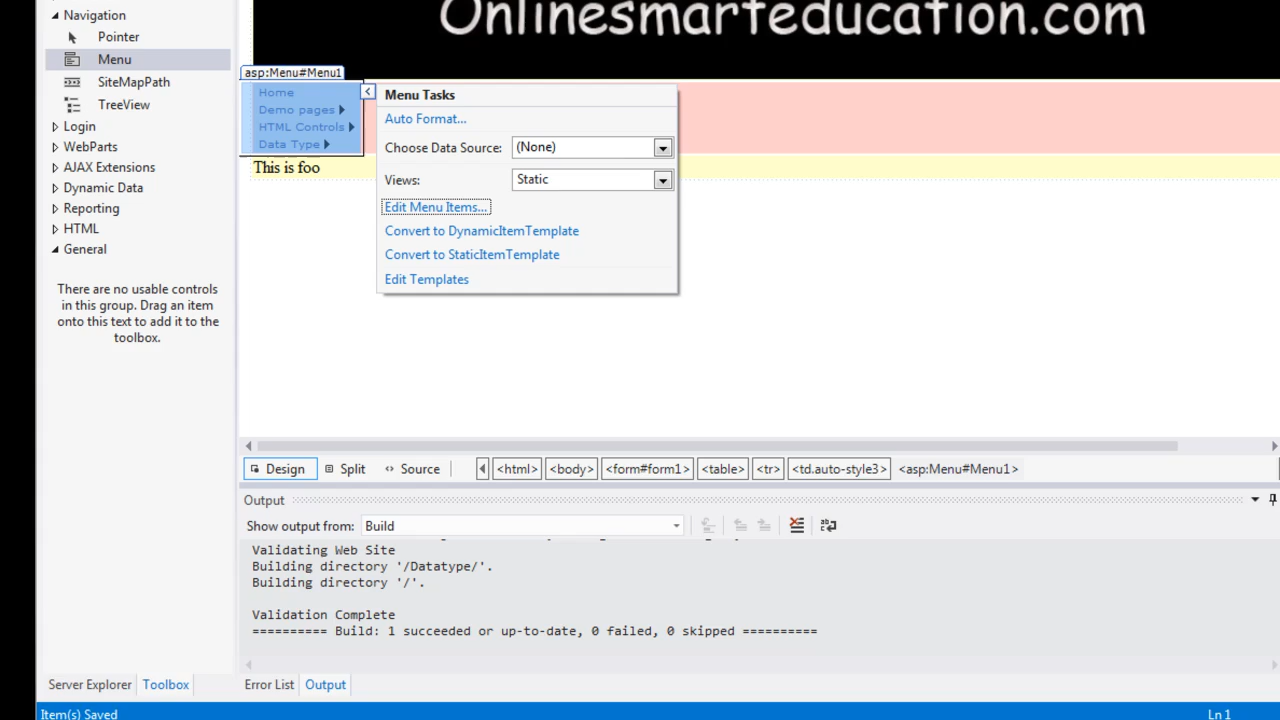 Onlinesmarteducation.com
Navigation
Pointer
Menu
SiteMapPath
TreeView
Login
WebParts
AJAX Extensions
Dynamic Data
Reporting
HTML
General
There are no usable controls
in this group. Drag an item
onto this text to add it to the
toolbox.
asp:Menu#Menu1
Home
Demo pages
HTML Controls
Data Type
This is foo
Menu Tasks
Auto Format...
Choose Data Source: (None)
Views: Static
Edit Menu Items...
Convert to DynamicItemTemplate
Convert to StaticItemTemplate
Edit Templates
Design Split Source <html> <body> <form#form1> <table> <tr> <td.auto-style3> <asp:Menu#Menu1>
Output
Show output from: Build
Validating Web Site
Building directory '/Datatype/'.
Building directory '/'.
Validation Complete
========== Build: 1 succeeded or up-to-date, 0 failed, 0 skipped ==========
Server Explorer Toolbox Error List Output
Item(s) Saved Ln 1